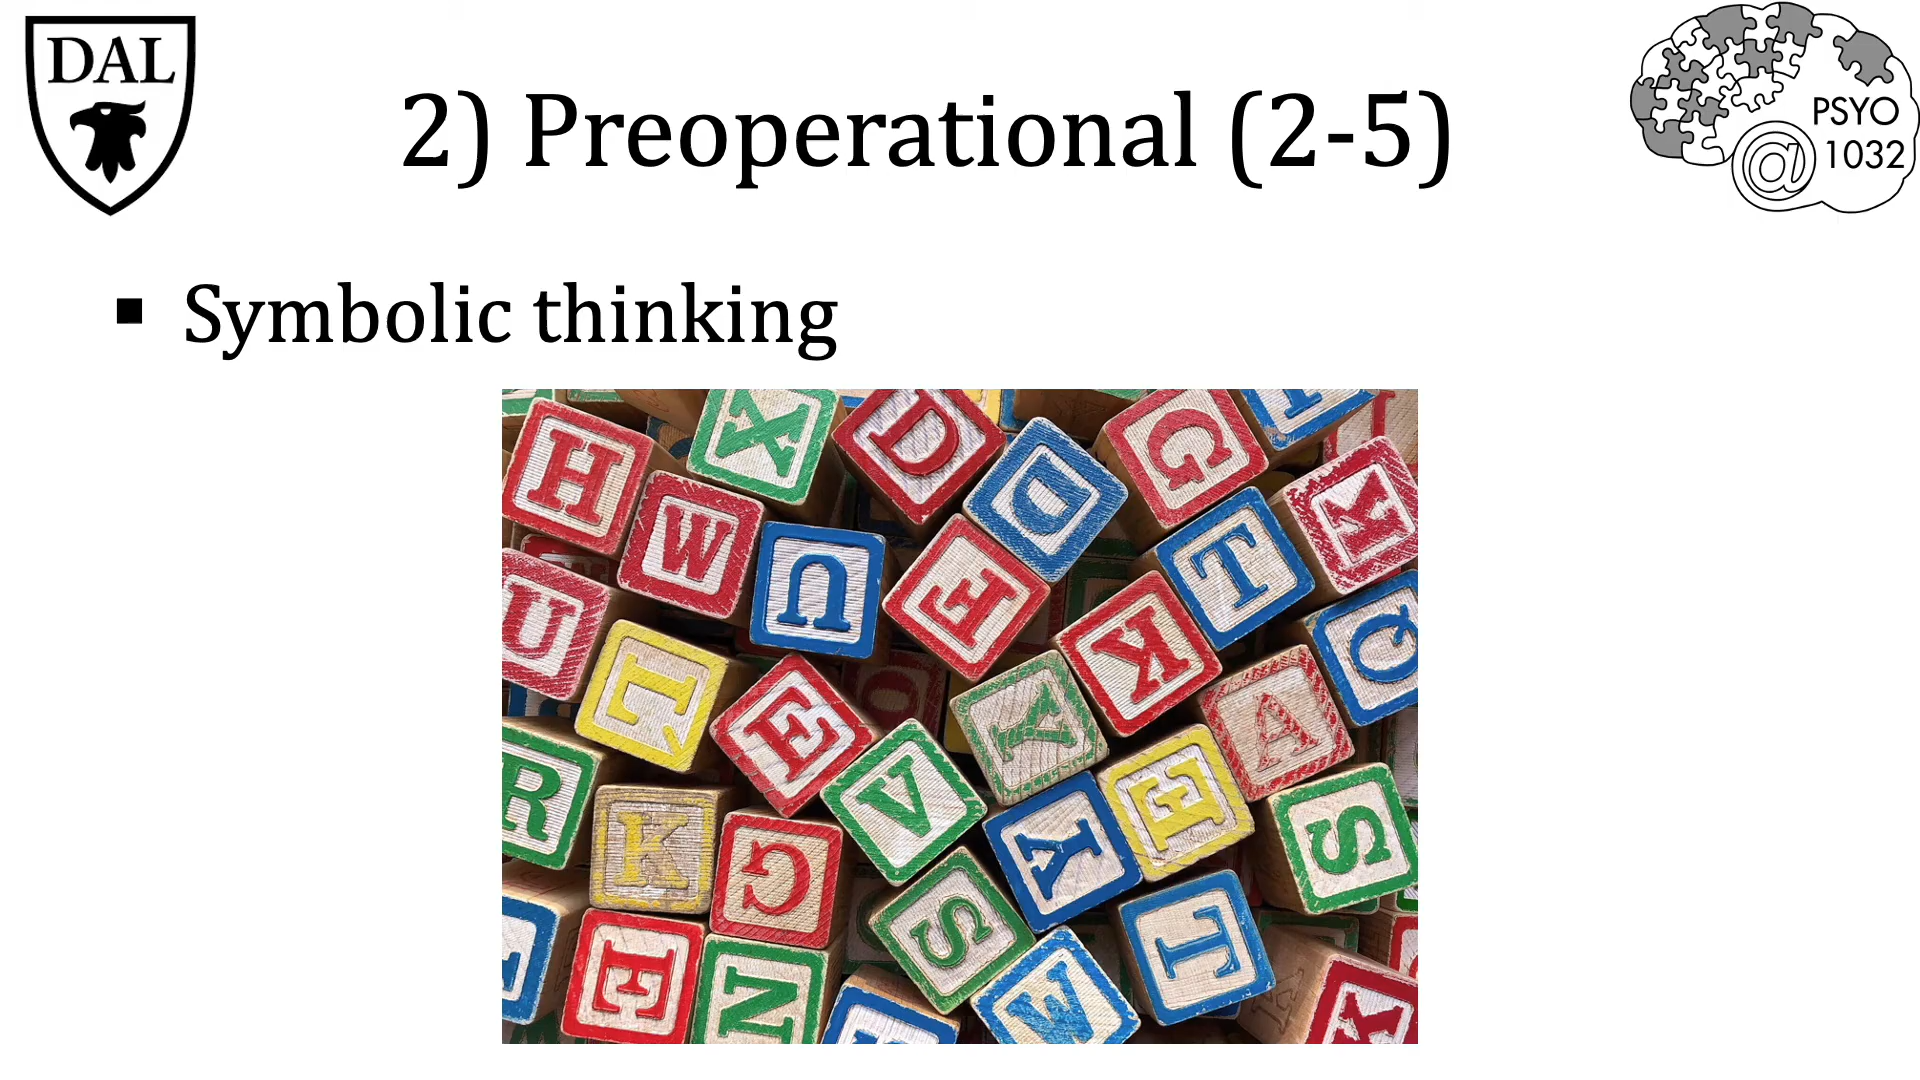 DAL
2) Preoperational (2-5)
PSYO
@ 1032
▪ Symbolic thinking
X
D
G
H
D
K
W
U
E
T
U
K
Q
L
E
A
A
R
V
E
K
G
A
S
S
T
E
N
W
K